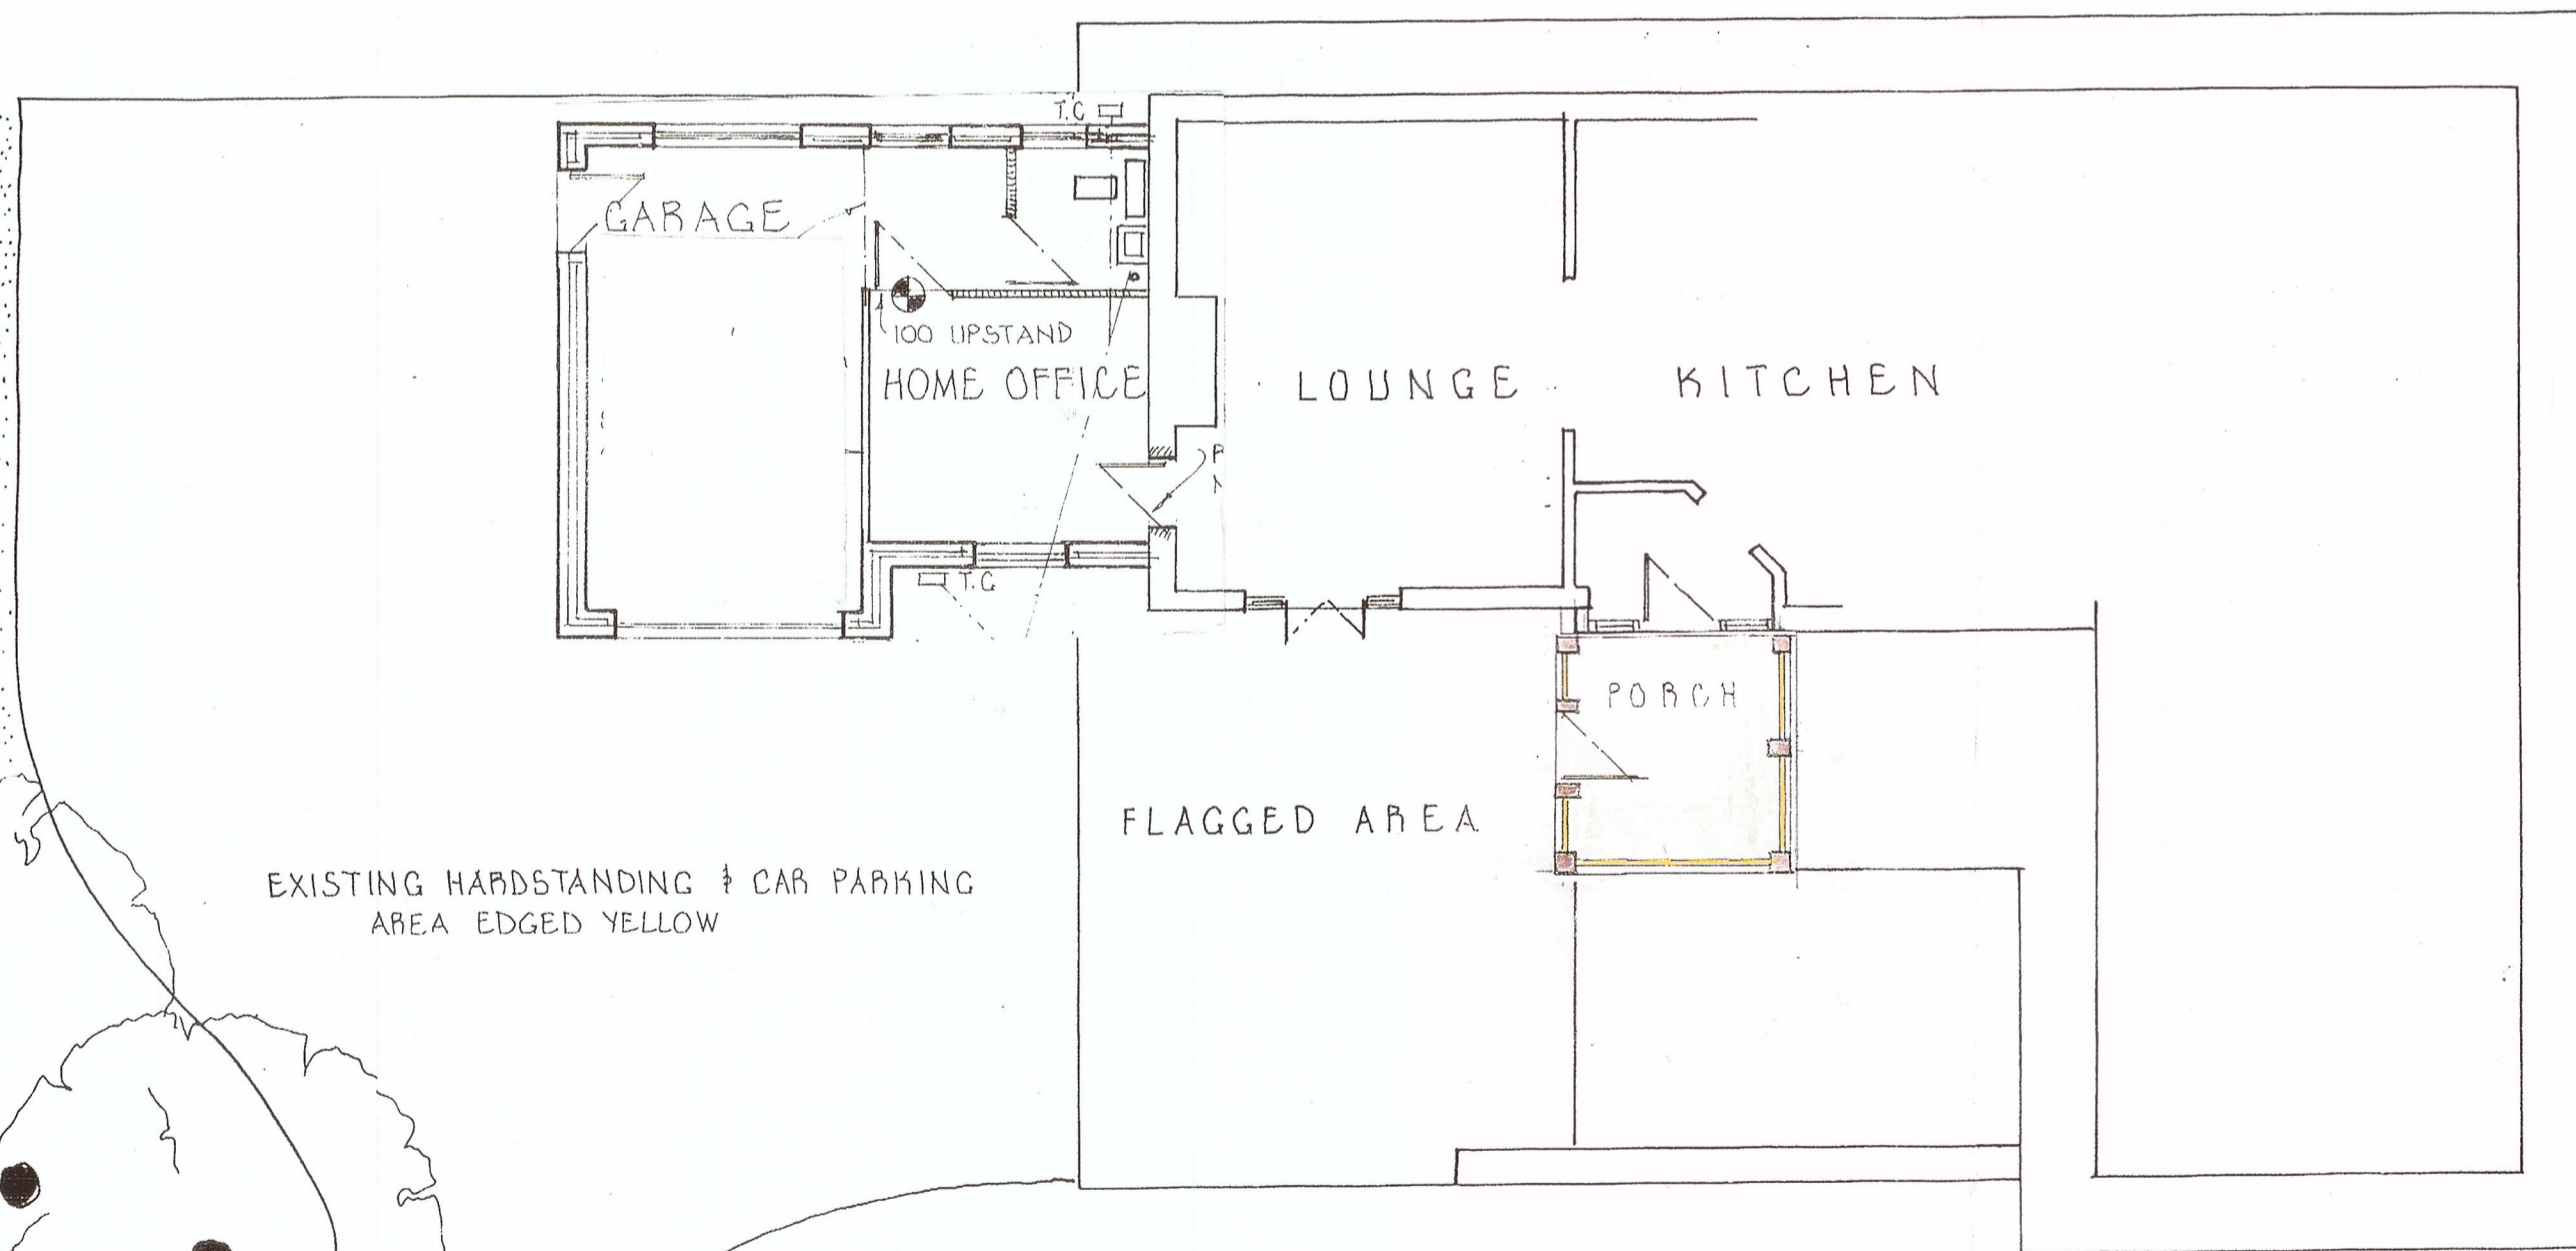 T.G
GARAGE
100 UPSTAND
HOME OFFICE
LOUNGE
KITCHEN
P
T.G
PORCH
FLAGGED AREA
EXISTING HARDSTANDING & CAR PARKING
AREA EDGED YELLOW